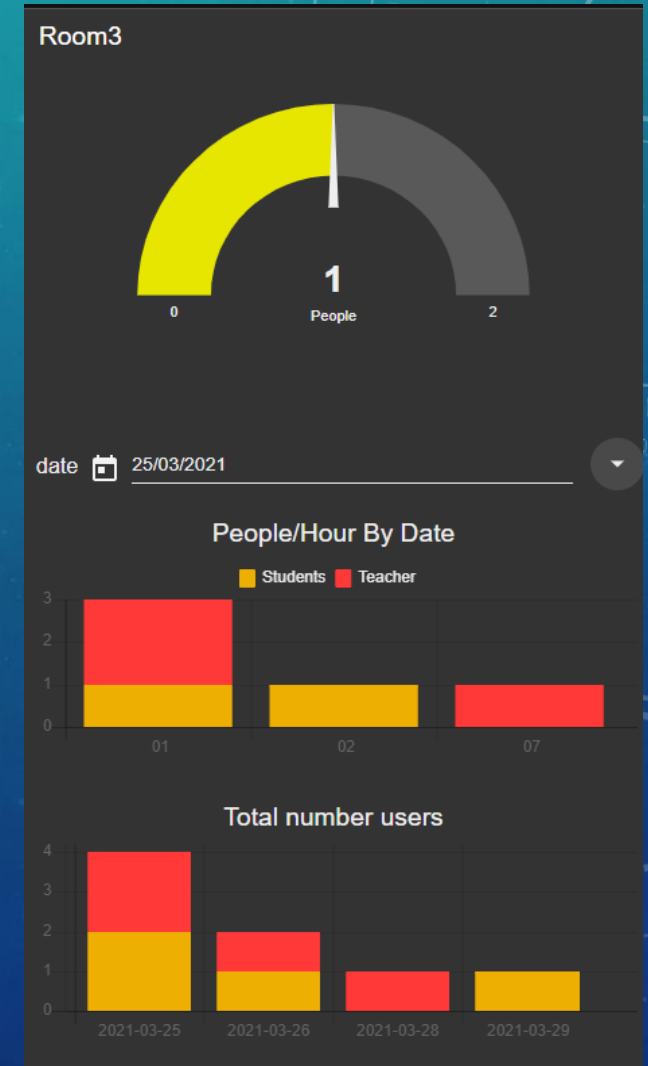 Room3
1
0 People 2
date 25/03/2021
People/Hour By Date
Students Teacher
3
2
1
0
01 02 07
Total number users
4
3
2
1
0
2021-03-25 2021-03-26 2021-03-28 2021-03-29